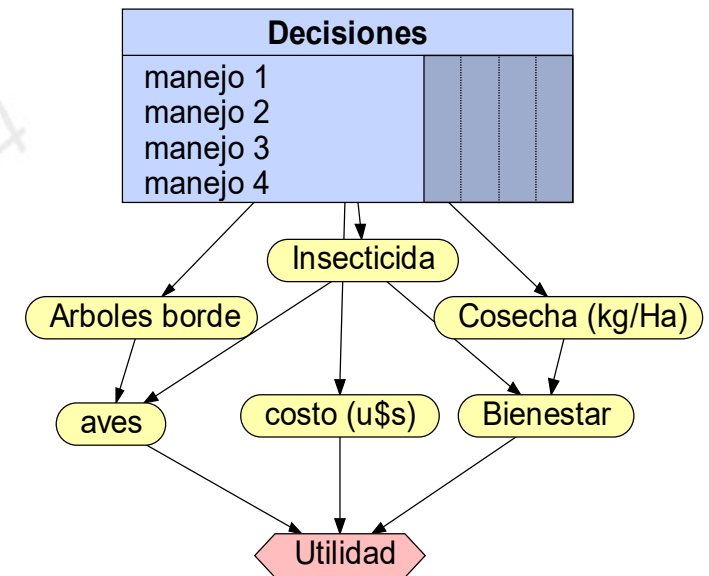 Decisiones
manejo 1
manejo 2
manejo 3
manejo 4
Insecticida
Arboles borde
Cosecha (kg/Ha)
aves
costo (u$s)
Bienestar
Utilidad